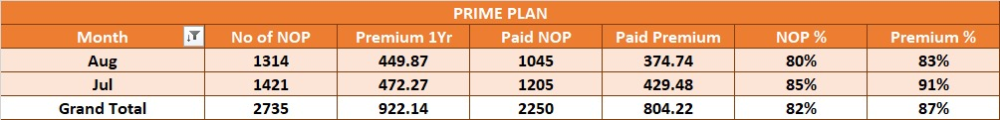 PRIME PLAN
Month No of NOP Premium 1Yr Paid NOP Paid Premium NOP % Premium %
Aug 1314 449.87 1045 374.74 80% 83%
Jul 1421 472.27 1205 429.48 85% 91%
Grand Total 2735 922.14 2250 804.22 82% 87%